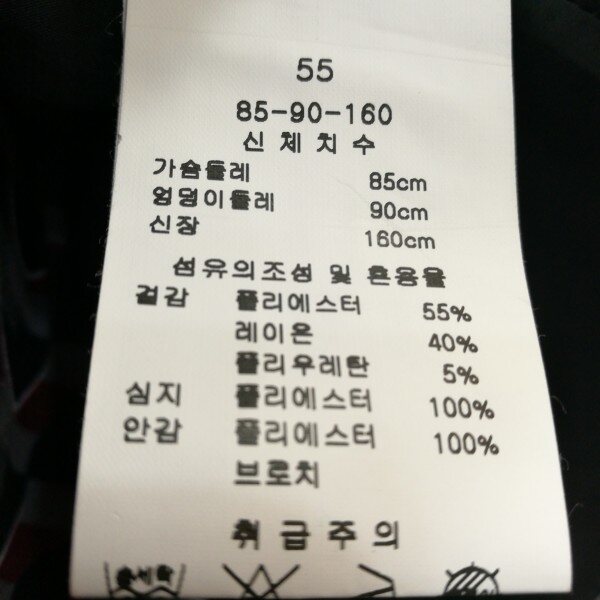 55
85-90-160
신체치수
가슴둘레 85cm
엉덩이둘레 90cm
신장 160cm
섬유의조성 및 혼용율
겉감 폴리에스터 55%
레이온 40%
폴리우레탄 5%
심지 폴리에스터 100%
안감 폴리에스터 100%
브로치
취급주의